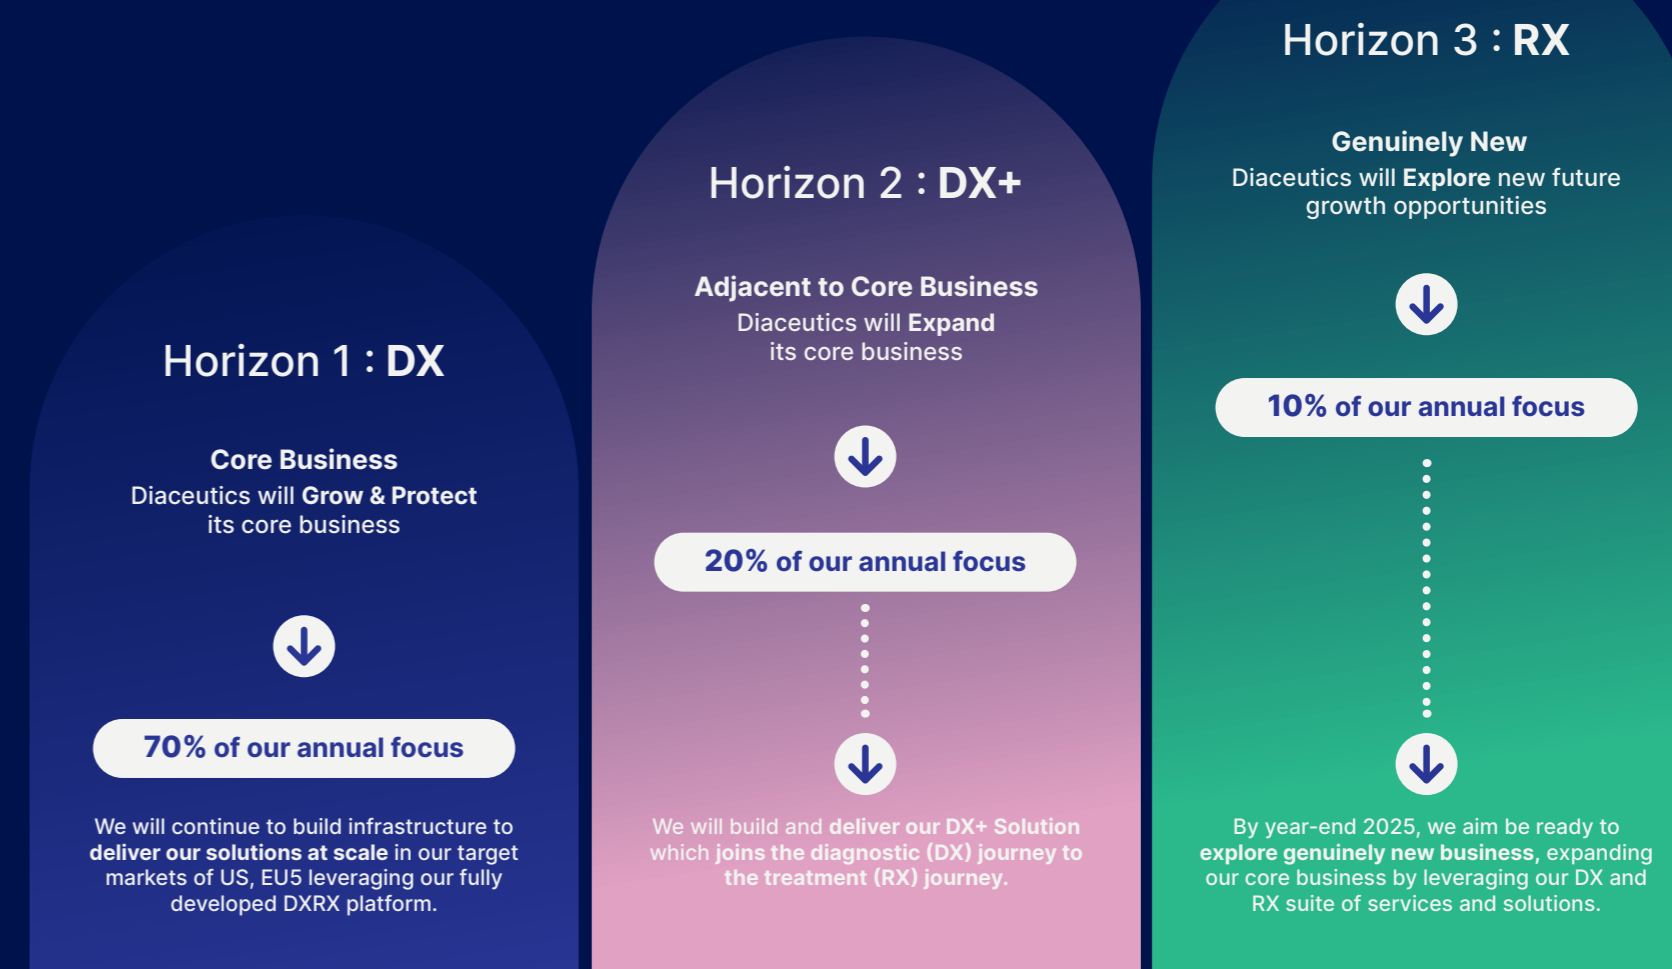 Horizon 1 : DX
Core Business
Diaceutics will Grow & Protect
its core business
70% of our annual focus
We will continue to build infrastructure to
deliver our solutions at scale in our target
markets of US, EU5 leveraging our fully
developed DXRX platform.
Horizon 2 : DX+
Adjacent to Core Business
Diaceutics will Expand
its core business
20% of our annual focus
We will build and deliver our DX+ Solution
which joins the diagnostic (DX) journey to
the treatment (RX) journey.
Horizon 3 : RX
Genuinely New
Diaceutics will Explore new future
growth opportunities
10% of our annual focus
By year-end 2025, we aim be ready to
explore genuinely new business, expanding
our core business by leveraging our DX and
RX suite of services and solutions.